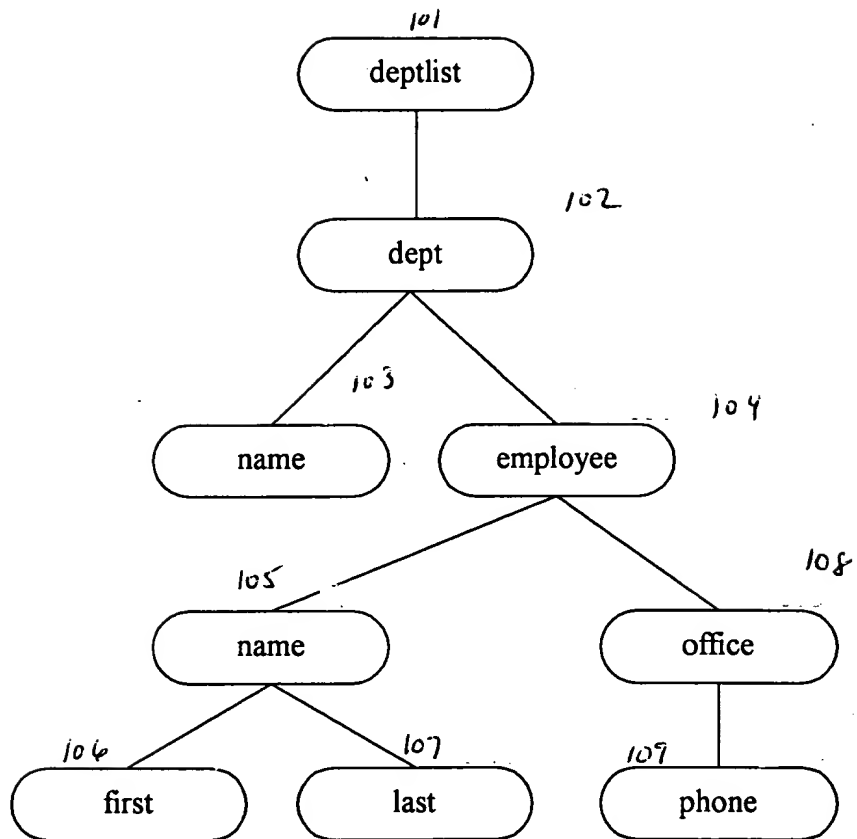 101
deptlist
102
dept
103
104
name
employee
105
108
name
office
106
107
109
first
last
phone